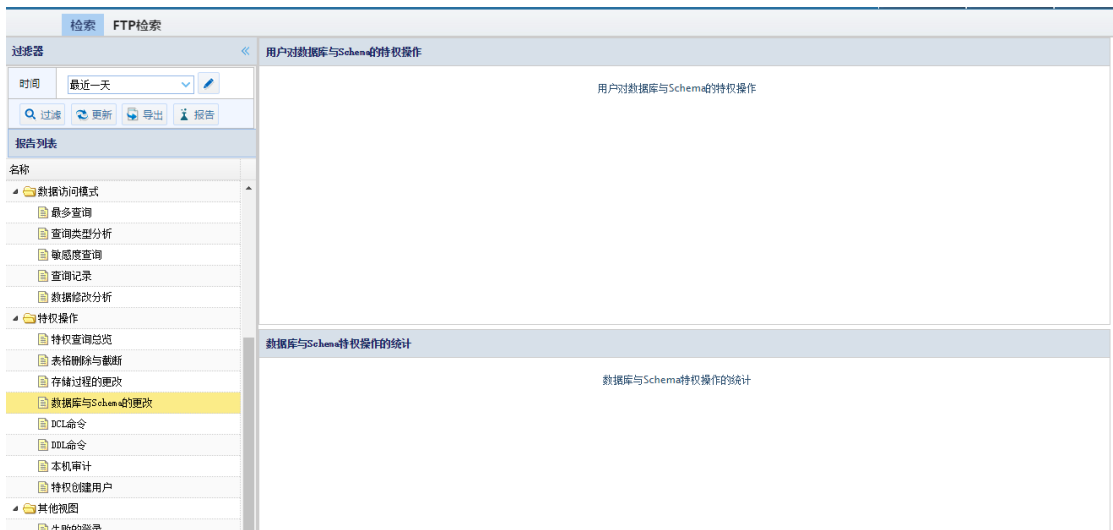 检索 FTP检索
过滤器
时间 最近一天
过滤 更新 导出 报告
报告列表
名称
数据访问模式
最多查询
查询类型分析
敏感度查询
查询记录
数据修改分析
特权操作
特权查询总览
表格删除与截断
存储过程的更改
数据库与Schema的更改
DCL命令
DDL命令
本机审计
特权创建用户
其他视图
失败的登录
用户对数据库与Schema的特权操作
用户对数据库与Schema的特权操作
数据库与Schema特权操作的统计
数据库与Schema特权操作的统计